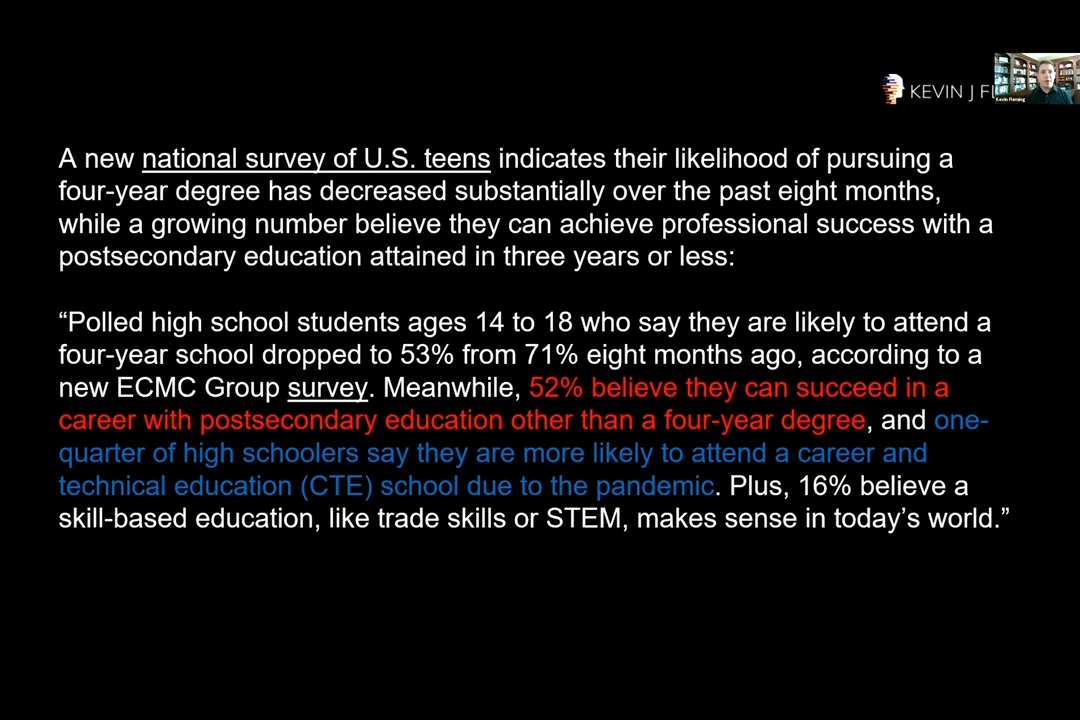 KEVIN J F
Kevin Fleming
A new national survey of U.S. teens indicates their likelihood of pursuing a
four-year degree has decreased substantially over the past eight months,
while a growing number believe they can achieve professional success with a
postsecondary education attained in three years or less:
“Polled high school students ages 14 to 18 who say they are likely to attend a
four-year school dropped to 53% from 71% eight months ago, according to a
new ECMC Group survey. Meanwhile, 52% believe they can succeed in a
career with postsecondary education other than a four-year degree, and one-
quarter of high schoolers say they are more likely to attend a career and
technical education (CTE) school due to the pandemic. Plus, 16% believe a
skill-based education, like trade skills or STEM, makes sense in today’s world.”